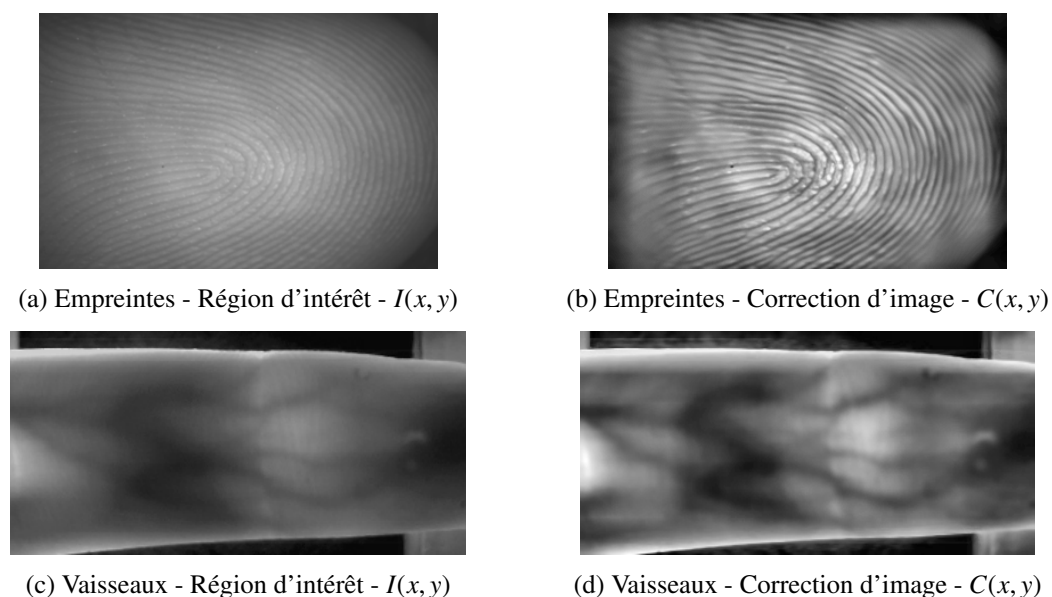 (a) Empreintes - Région d'intérêt - I(x, y)
(b) Empreintes - Correction d'image - C(x, y)
(c) Vaisseaux - Région d'intérêt - I(x, y)
(d) Vaisseaux - Correction d'image - C(x, y)